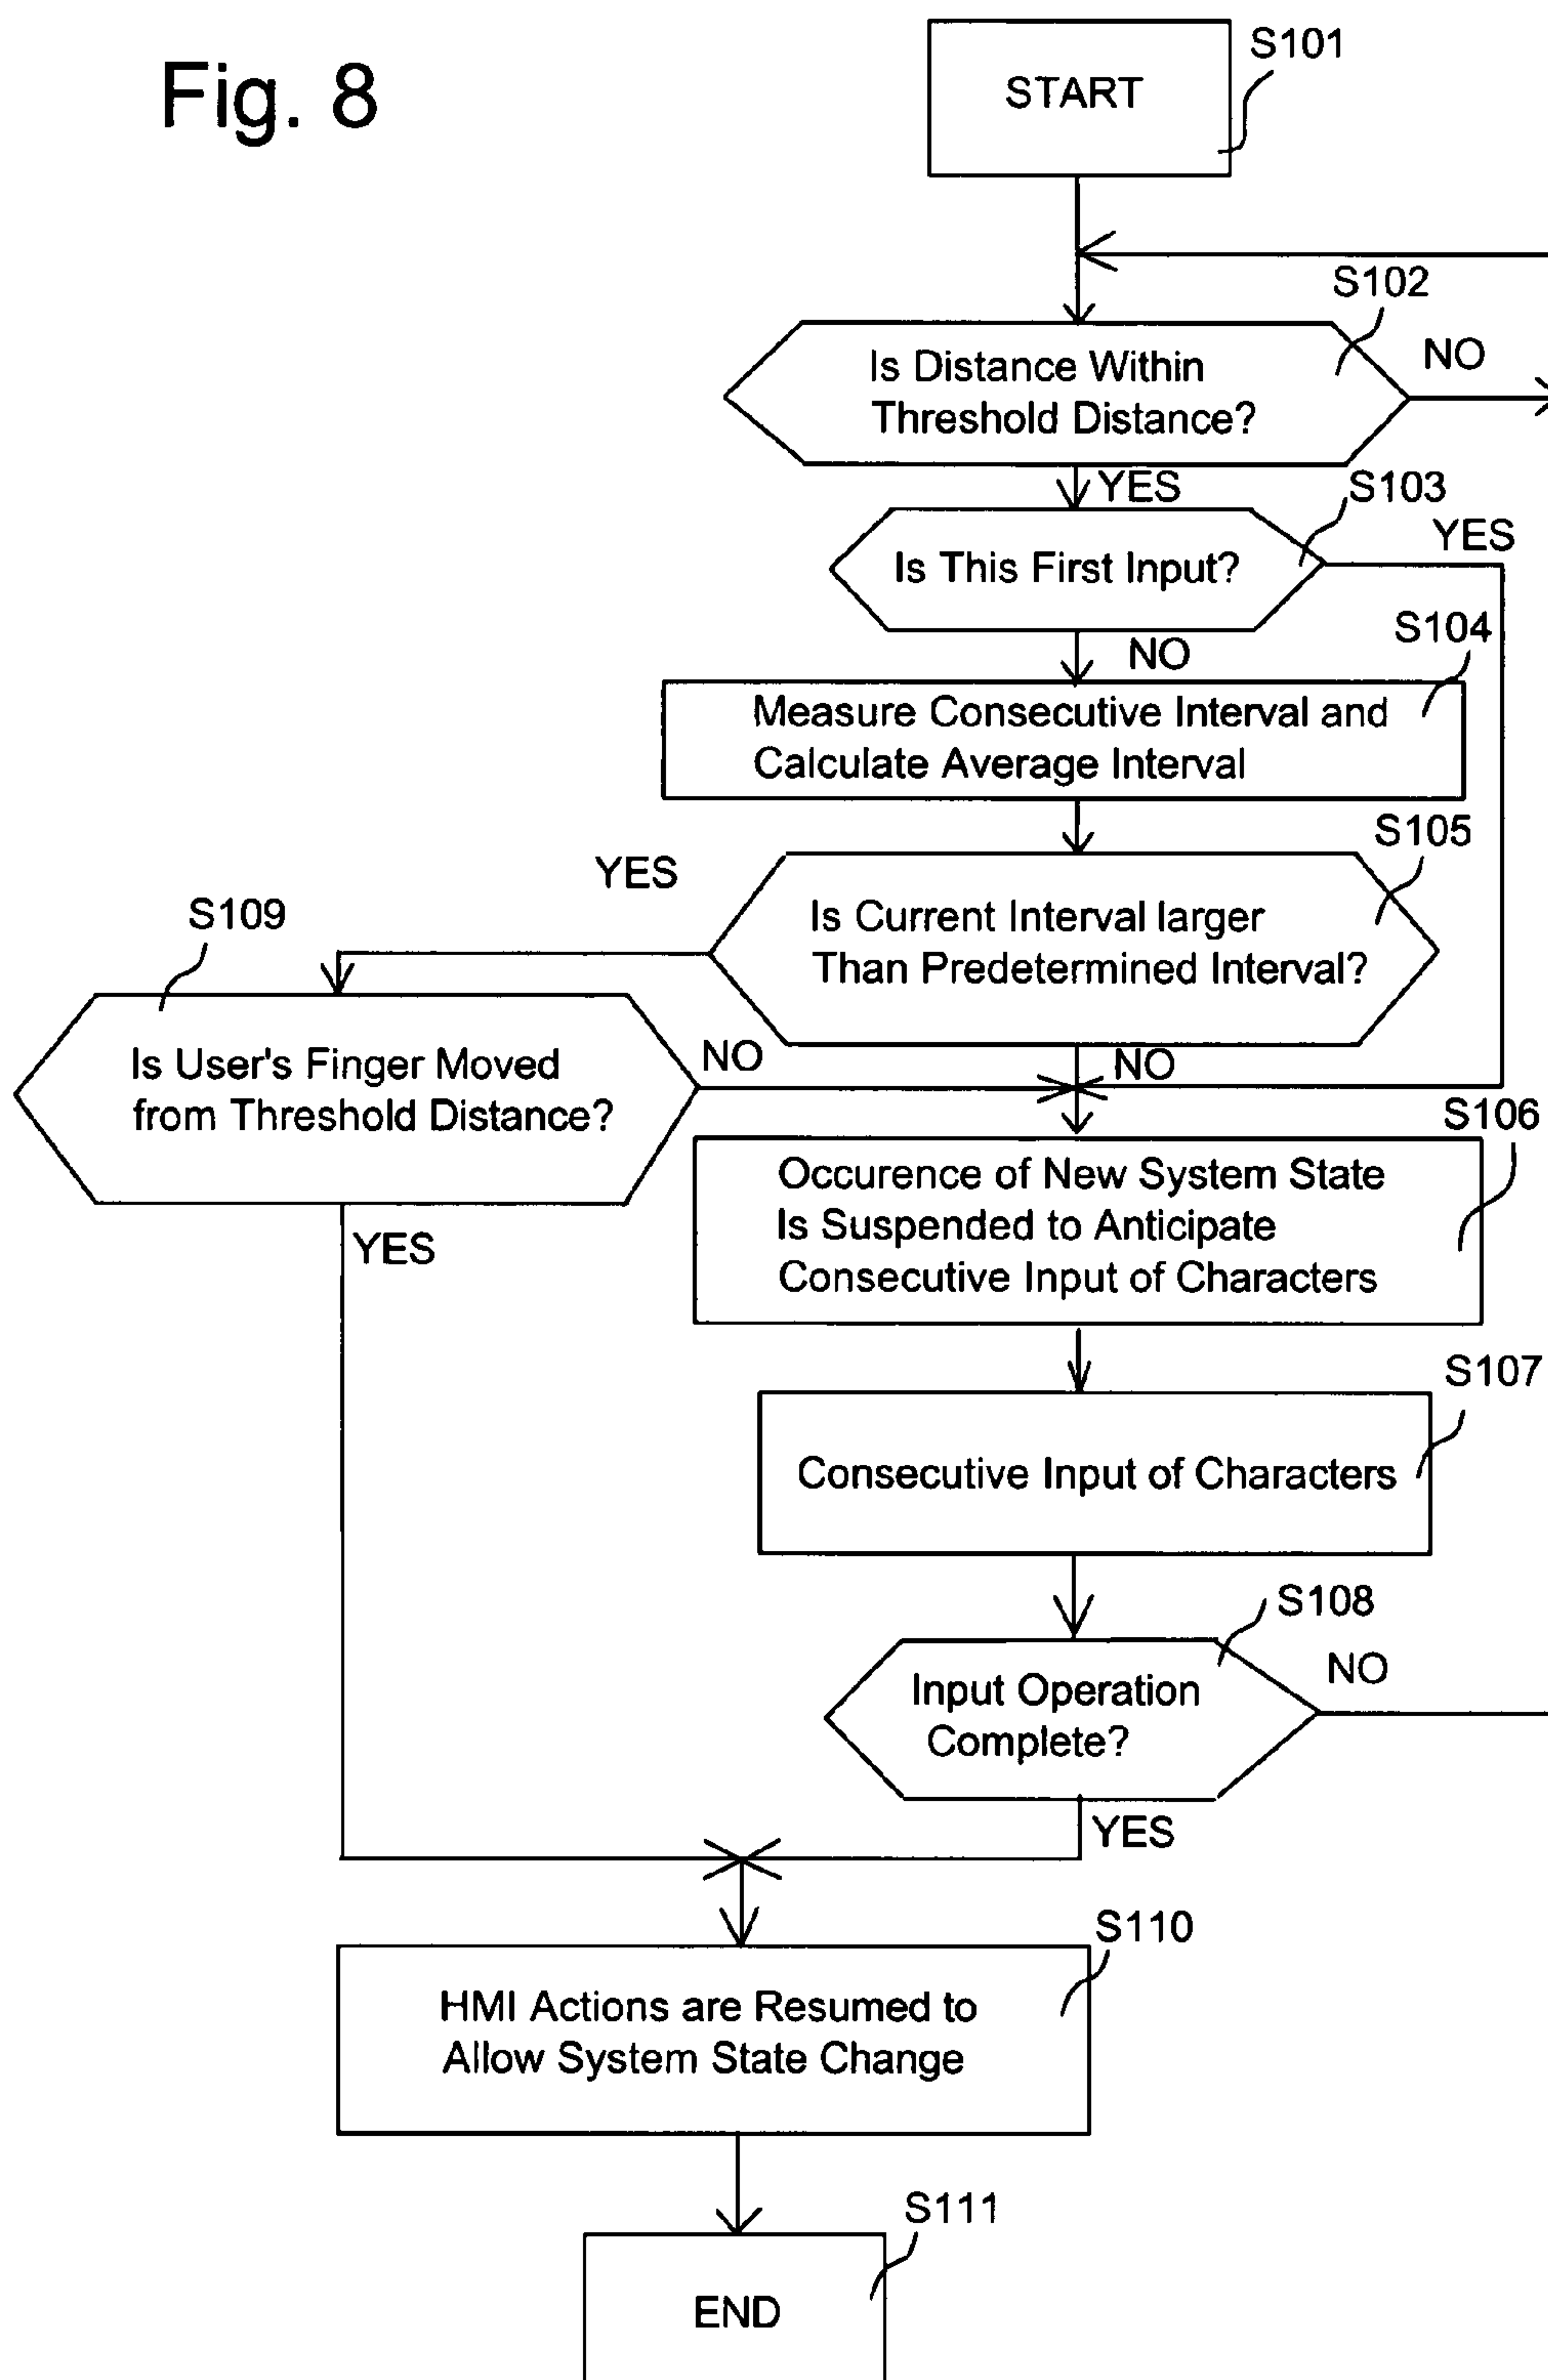 Fig. 8
START
S101
S102
Is Distance Within
Threshold Distance?
NO
YES
S103
Is This First Input?
YES
NO
S104
Measure Consecutive Interval and
Calculate Average Interval
S105
YES
Is Current Interval larger
Than Predetermined Interval?
S109
Is User's Finger Moved
from Threshold Distance?
NO
NO
YES
S106
Occurence of New System State
Is Suspended to Anticipate
Consecutive Input of Characters
S107
Consecutive Input of Characters
S108
Input Operation
Complete?
NO
YES
S110
HMI Actions are Resumed to
Allow System State Change
S111
END